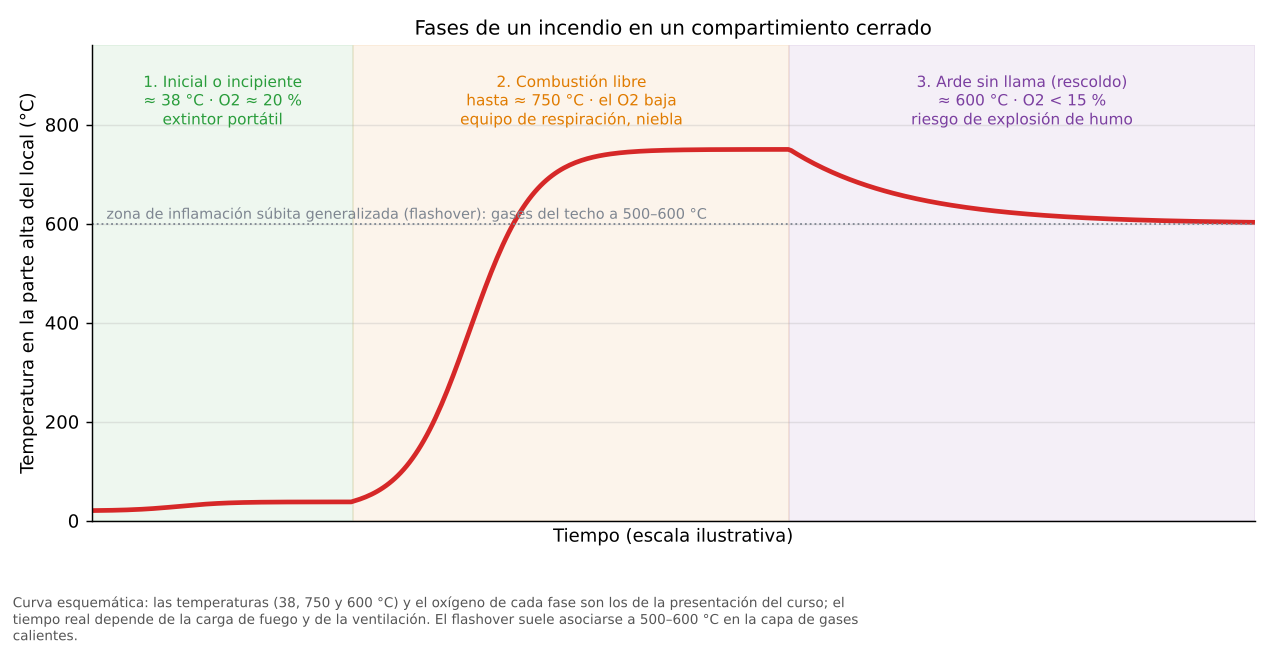 Fases de un incendio en un compartimiento cerrado
1. Inicial o incipiente
≈ 38 °C · O2 ≈ 20 %
extintor portátil
2. Combustión libre
hasta ≈ 750 °C · el O2 baja
equipo de respiración, niebla
3. Arde sin llama (rescoldo)
≈ 600 °C · O2 < 15 %
riesgo de explosión de humo
zona de inflamación súbita generalizada (flashover): gases del techo a 500–600 °C
Temperatura en la parte alta del local (°C)
800
600
400
200
0
Tiempo (escala ilustrativa)
Curva esquemática: las temperaturas (38, 750 y 600 °C) y el oxígeno de cada fase son los de la presentación del curso; el
tiempo real depende de la carga de fuego y de la ventilación. El flashover suele asociarse a 500–600 °C en la capa de gases
calientes.